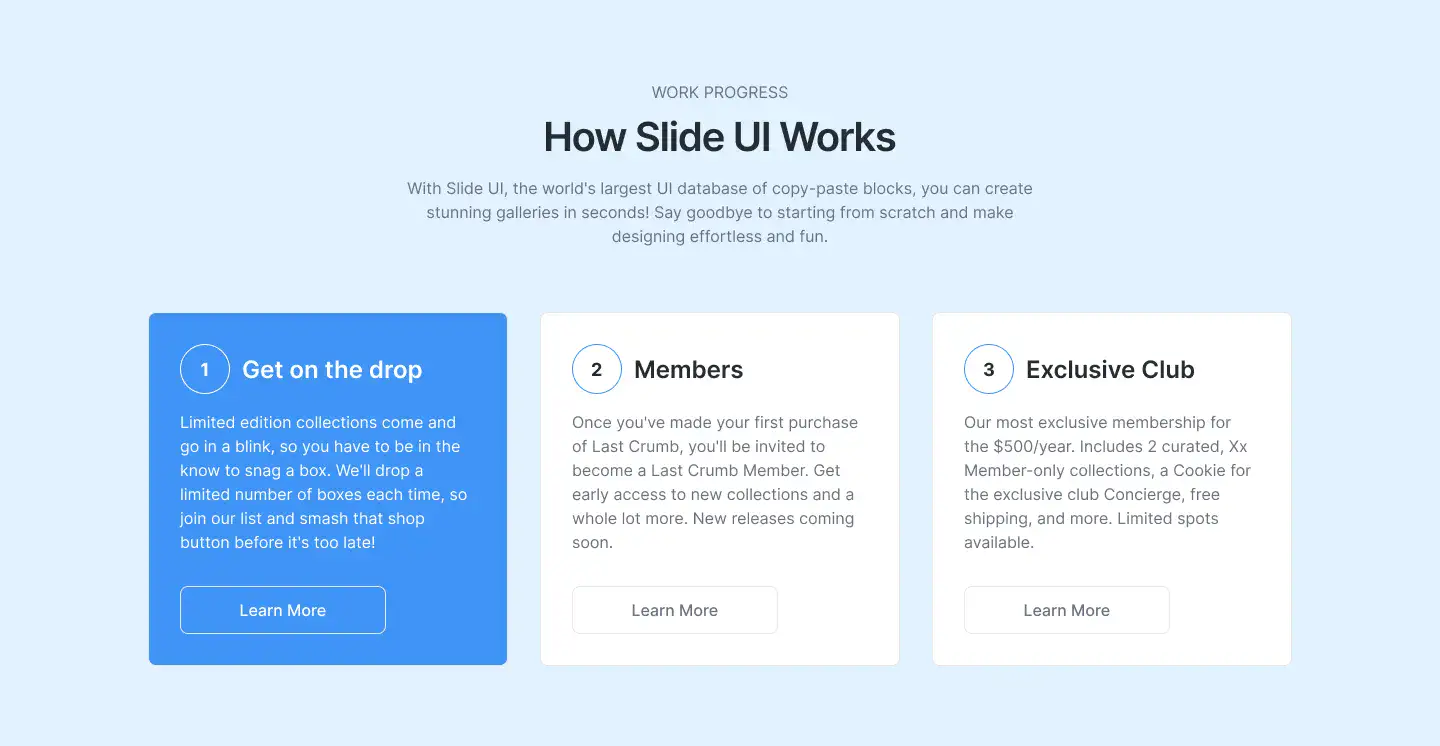 WORK PROGRESS
How Slide UI Works
With Slide UI, the world's largest UI database of copy-paste blocks, you can create
stunning galleries in seconds! Say goodbye to starting from scratch and make
designing effortless and fun.
1
Get on the drop
Limited edition collections come and
go in a blink, so you have to be in the
know to snag a box. We'll drop a
limited number of boxes each time, so
join our list and smash that shop
button before it's too late!
Learn More
2
Members
Once you've made your first purchase
of Last Crumb, you'll be invited to
become a Last Crumb Member. Get
early access to new collections and a
whole lot more. New releases coming
soon.
Learn More
3
Exclusive Club
Our most exclusive membership for
the $500/year. Includes 2 curated, Xx
Member-only collections, a Cookie for
the exclusive club Concierge, free
shipping, and more. Limited spots
available.
Learn More